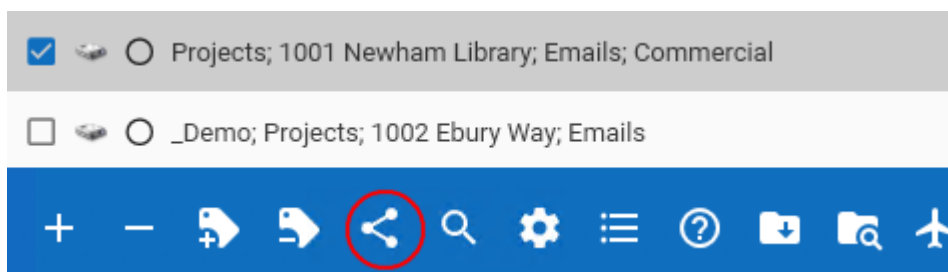 Projects; 1001 Newham Library; Emails; Commercial
_Demo; Projects; 1002 Ebury Way; Emails